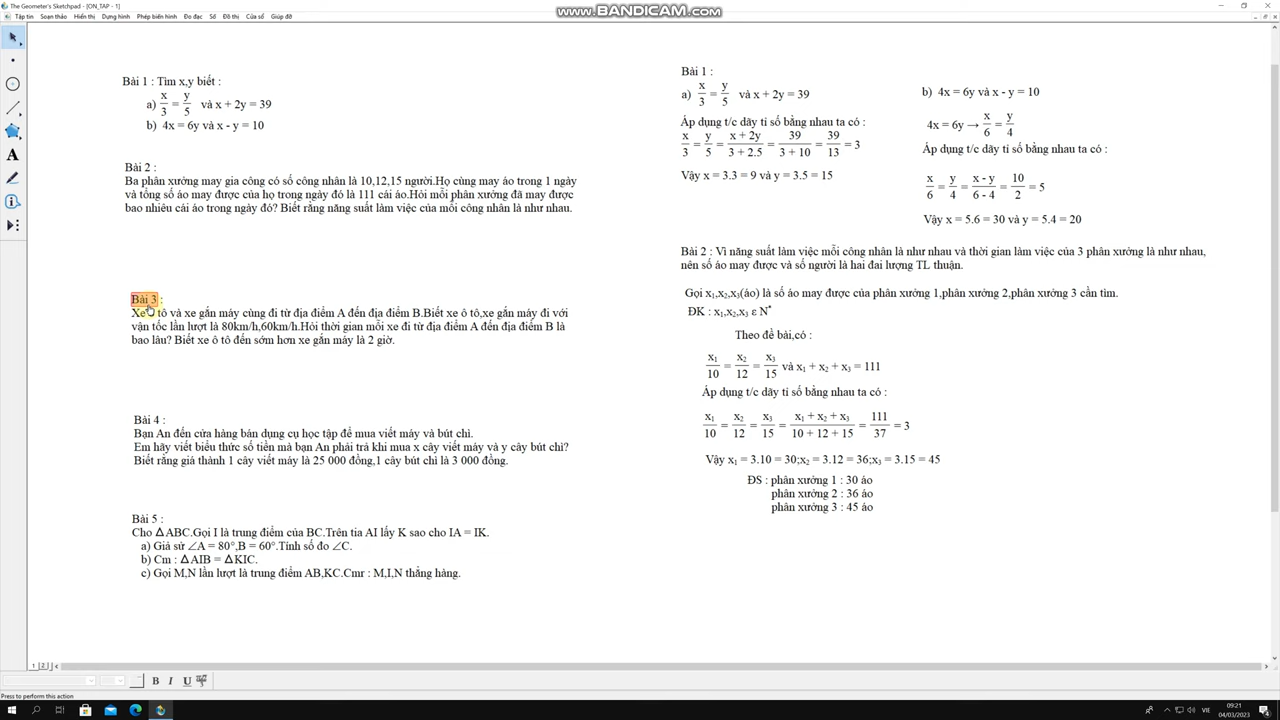 The Geometer's Sketchpad - [ON_TAP - 1]
www.BANDICAM.com
Tập tin Soạn thảo Hiển thị Dựng hình Phép biến hình Đo đạc Số Đồ thị Cửa sổ Giúp đỡ
Bài 1 : Tìm x,y biết :
a) x/3 = y/5 và x + 2y = 39
b) 4x = 6y và x - y = 10
Bài 2 :
Ba phân xưởng may gia công có số công nhân là 10,12,15 người.Họ cùng may áo trong 1 ngày
và tổng số áo may được của họ trong ngày đó là 111 cái áo.Hỏi mỗi phân xưởng đã may được
bao nhiêu cái áo trong ngày đó? Biết rằng năng suất làm việc của mỗi công nhân là như nhau.
Bài 3 :
Xe ô tô và xe gắn máy cùng đi từ địa điểm A đến địa điểm B.Biết xe ô tô,xe gắn máy đi với
vận tốc lần lượt là 80km/h,60km/h.Hỏi thời gian mỗi xe đi từ địa điểm A đến địa điểm B là
bao lâu? Biết xe ô tô đến sớm hơn xe gắn máy là 2 giờ.
Bài 4 :
Bạn An đến cửa hàng bán dụng cụ học tập để mua viết máy và bút chì.
Em hãy viết biểu thức số tiền mà bạn An phải trả khi mua x cây viết máy và y cây bút chì?
Biết rằng giá thành 1 cây viết máy là 25 000 đồng,1 cây bút chì là 3 000 đồng.
Bài 5 :
Cho △ABC.Gọi I là trung điểm của BC.Trên tia AI lấy K sao cho IA = IK.
a) Giả sử ∠A = 80°,B = 60°.Tính số đo ∠C.
b) Cm : △AIB = △KIC.
c) Gọi M,N lần lượt là trung điểm AB,KC.Cmr : M,I,N thẳng hàng.
Bài 1 :
a) x/3 = y/5 và x + 2y = 39
Áp dụng t/c dãy tỉ số bằng nhau ta có :
x/3 = y/5 = (x + 2y)/(3 + 2.5) = 39/(3 + 10) = 39/13 = 3
Vậy x = 3.3 = 9 và y = 3.5 = 15
b) 4x = 6y và x - y = 10
4x = 6y → x/6 = y/4
Áp dụng t/c dãy tỉ số bằng nhau ta có :
x/6 = y/4 = (x - y)/(6 - 4) = 10/2 = 5
Vậy x = 5.6 = 30 và y = 5.4 = 20
Bài 2 : Vì năng suất làm việc mỗi công nhân là như nhau và thời gian làm việc của 3 phân xưởng là như nhau,
nên số áo may được và số người là hai đai lượng TL thuận.
Gọi x₁,x₂,x₃(áo) là số áo may được của phân xưởng 1,phân xưởng 2,phân xưởng 3 cần tìm.
ĐK : x₁,x₂,x₃ ε N*
Theo đề bài,có :
x₁/10 = x₂/12 = x₃/15 và x₁ + x₂ + x₃ = 111
Áp dụng t/c dãy tỉ số bằng nhau ta có :
x₁/10 = x₂/12 = x₃/15 = (x₁ + x₂ + x₃)/(10 + 12 + 15) = 111/37 = 3
Vậy x₁ = 3.10 = 30;x₂ = 3.12 = 36;x₃ = 3.15 = 45
ĐS : phân xưởng 1 : 30 áo
phân xưởng 2 : 36 áo
phân xưởng 3 : 45 áo
1 2
B I U
Press to perform this action
VIE
09:21
04/03/2023